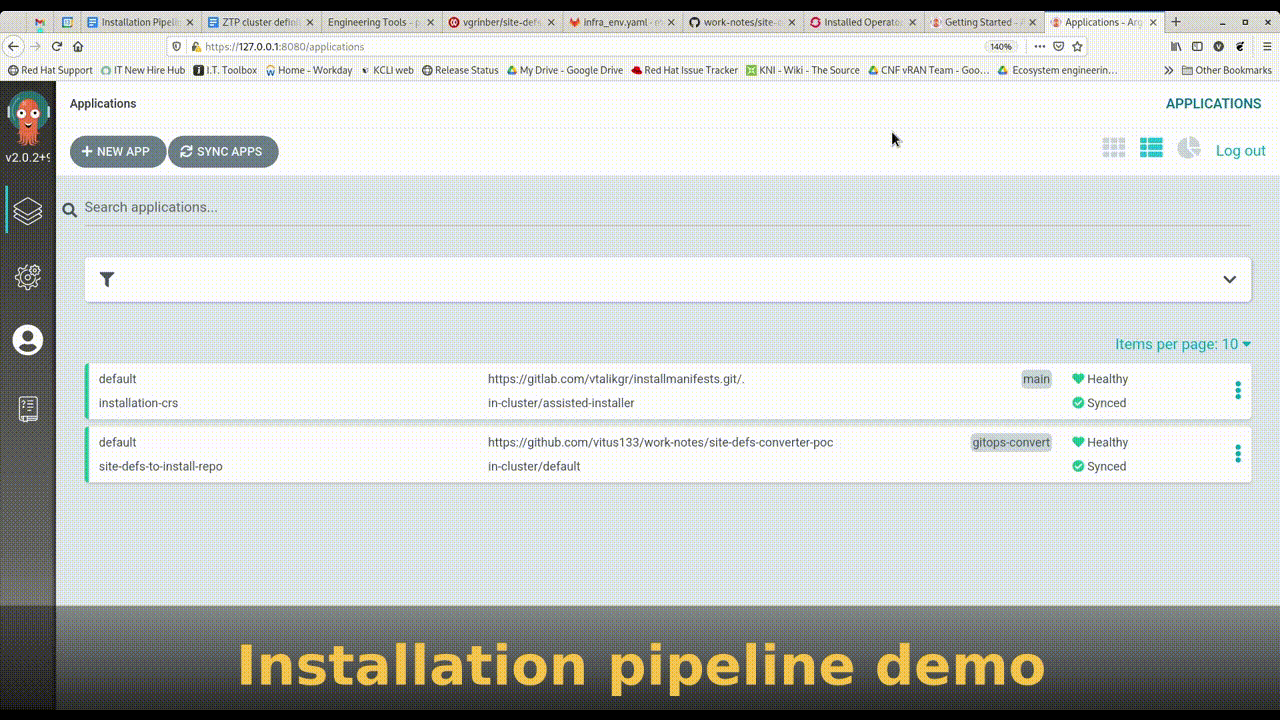 Installation Pipeli
ZTP cluster defini
Engineering Tools - p
vgrinber/site-defs
infra_env.yaml - m
work-notes/site-
Installed Operato
Getting Started - A
Applications - Arg
https://127.0.0.1:8080/applications
140%
Red Hat Support
IT New Hire Hub
I.T. Toolbox
Home - Workday
KCLI web
Release Status
My Drive - Google Drive
Red Hat Issue Tracker
KNI - Wiki - The Source
CNF vRAN Team - Goo…
Ecosystem engineerin…
Other Bookmarks
Applications
APPLICATIONS
v2.0.2+9
NEW APP
SYNC APPS
Log out
Search applications...
Items per page: 10
default https://gitlab.com/vtalikgr/installmanifests.git/. main Healthy
installation-crs in-cluster/assisted-installer Synced
default https://github.com/vitus133/work-notes/site-defs-converter-poc gitops-convert Healthy
site-defs-to-install-repo in-cluster/default Synced
Installation pipeline demo